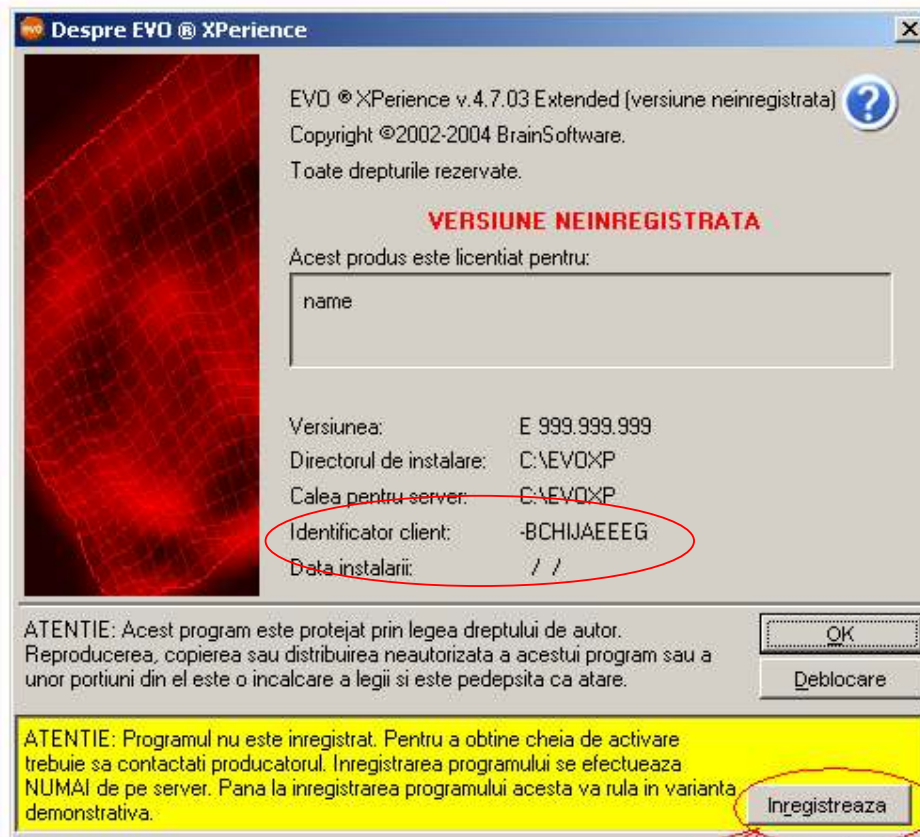 evo Despre EVO ® XPerience
EVO ® XPerience v.4.7.03 Extended (versiune neinregistrata)
Copyright ©2002-2004 BrainSoftware.
Toate drepturile rezervate.
VERSIUNE NEINREGISTRATA
Acest produs este licentiat pentru:
name
Versiunea: E 999.999.999
Directorul de instalare: C:\EVOXP
Calea pentru server: C:\EVOXP
Identificator client: -BCHIJAEEEG
Data instalarii: / /
ATENTIE: Acest program este protejat prin legea dreptului de autor.
Reproducerea, copierea sau distribuirea neautorizata a acestui program sau a
unor portiuni din el este o incalcare a legii si este pedepsita ca atare.
OK
Deblocare
ATENTIE: Programul nu este inregistrat. Pentru a obtine cheia de activare
trebuie sa contactati producatorul. Inregistrarea programului se efectueaza
NUMAI de pe server. Pana la inregistrarea programului acesta va rula in varianta
demonstrativa.
Inregistreaza